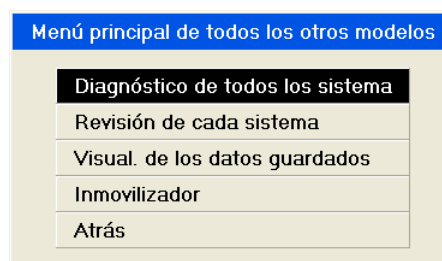 Menú principal de todos los otros modelos
Diagnóstico de todos los sistema
Revisión de cada sistema
Visual. de los datos guardados
Inmovilizador
Atrás